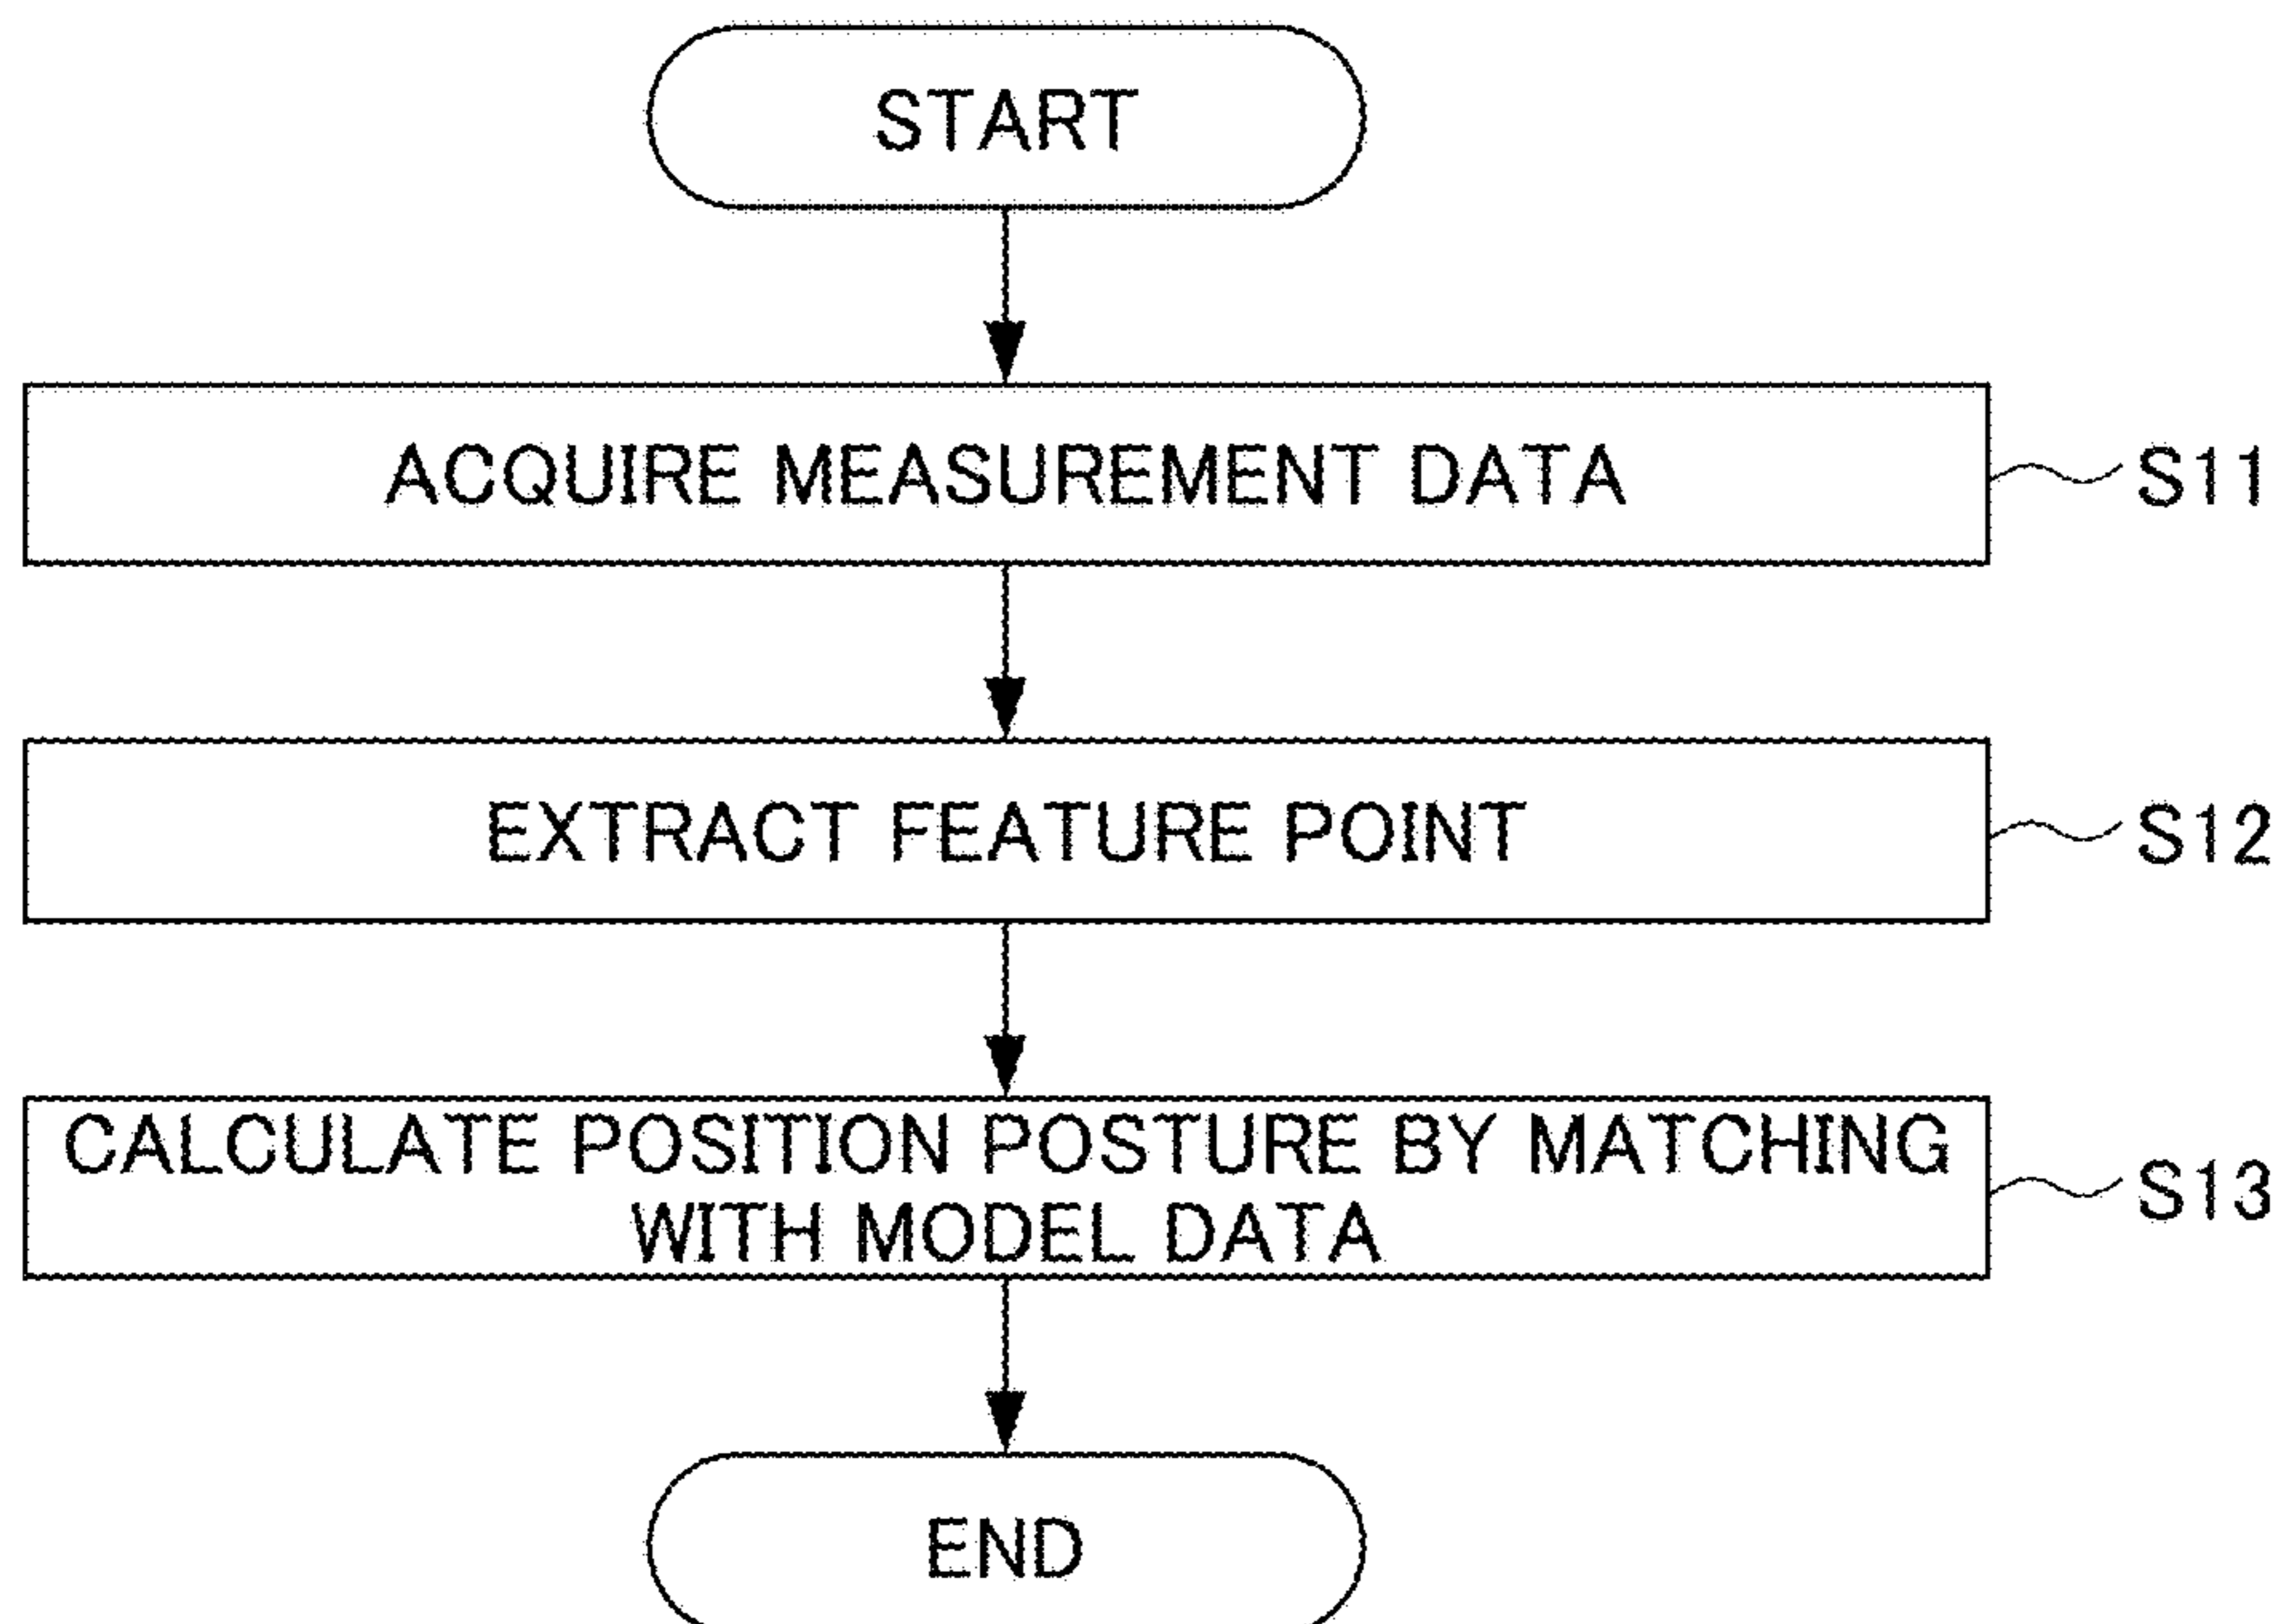 START
ACQUIRE MEASUREMENT DATA
S11
EXTRACT FEATURE POINT
S12
CALCULATE POSITION POSTURE BY MATCHING
WITH MODEL DATA
S13
END